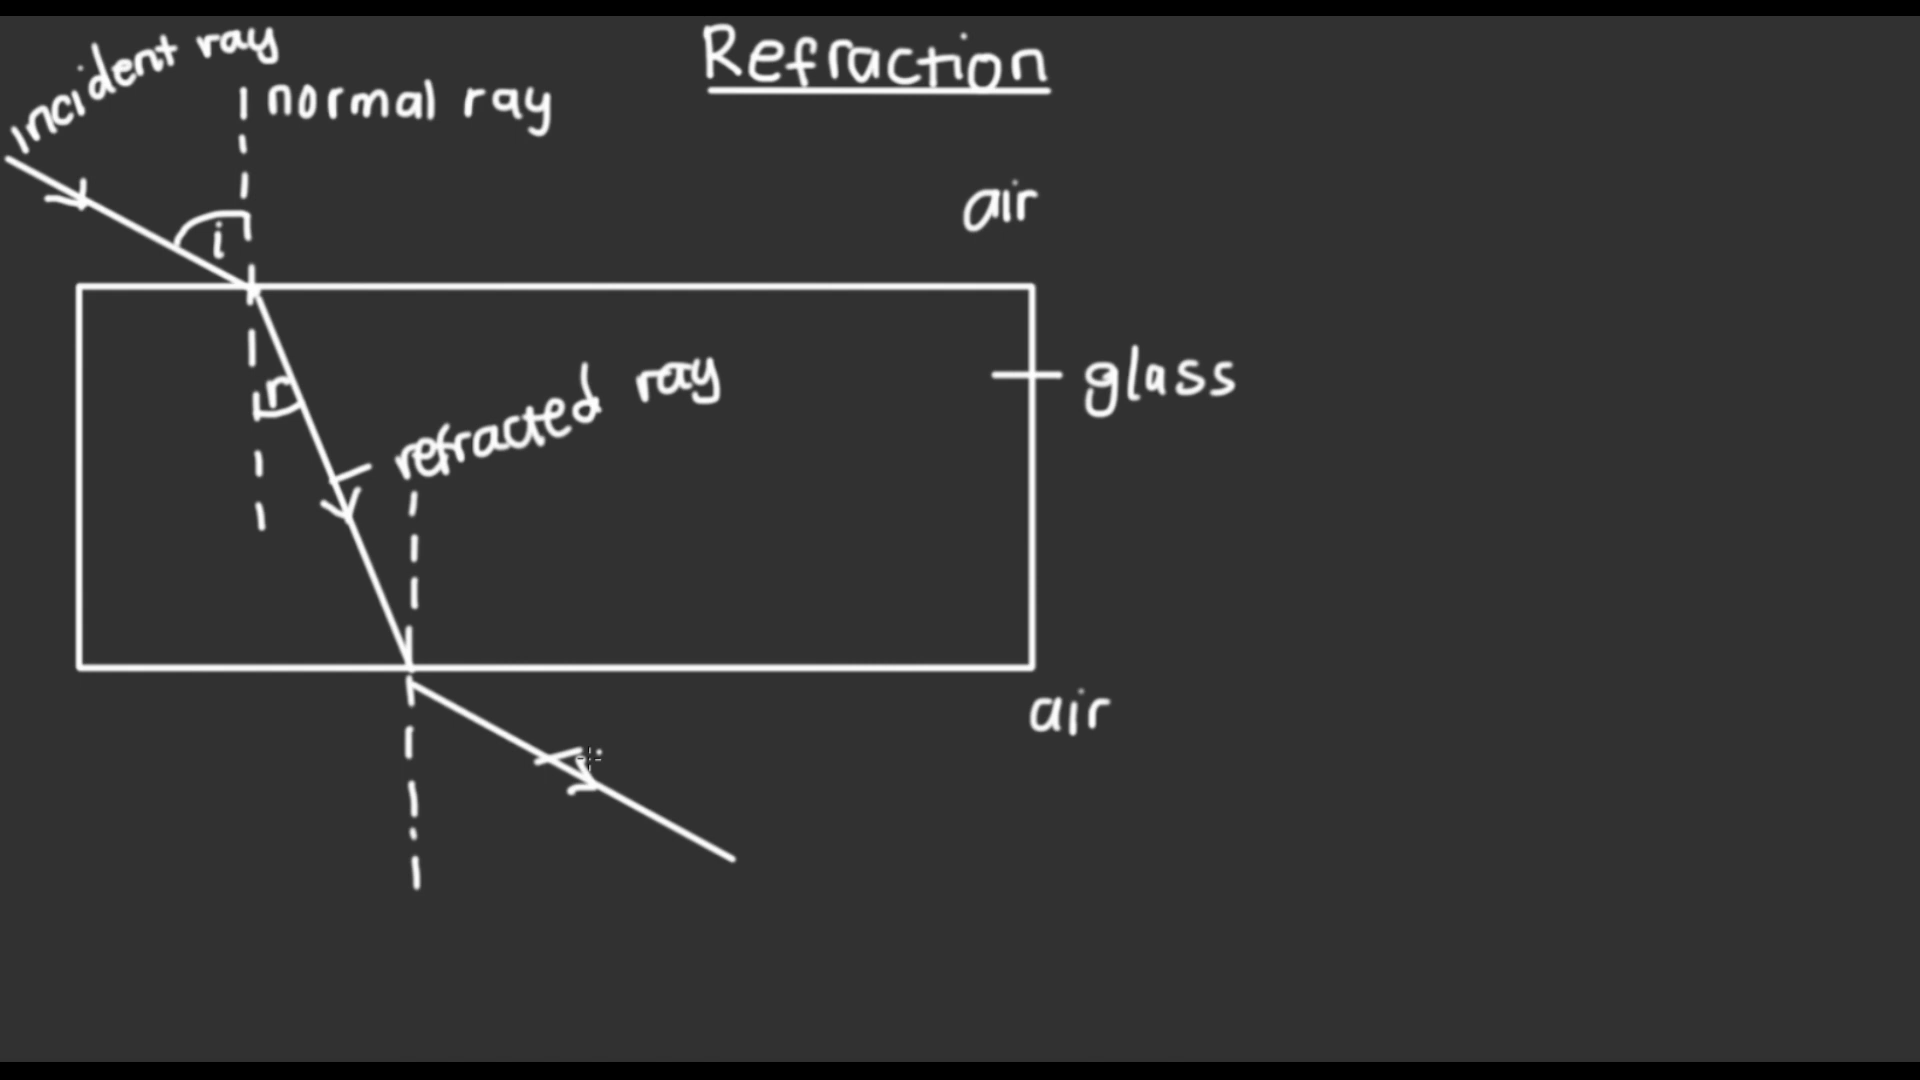 Refraction
incident ray
normal ray
air
i
r
refracted ray
glass
air